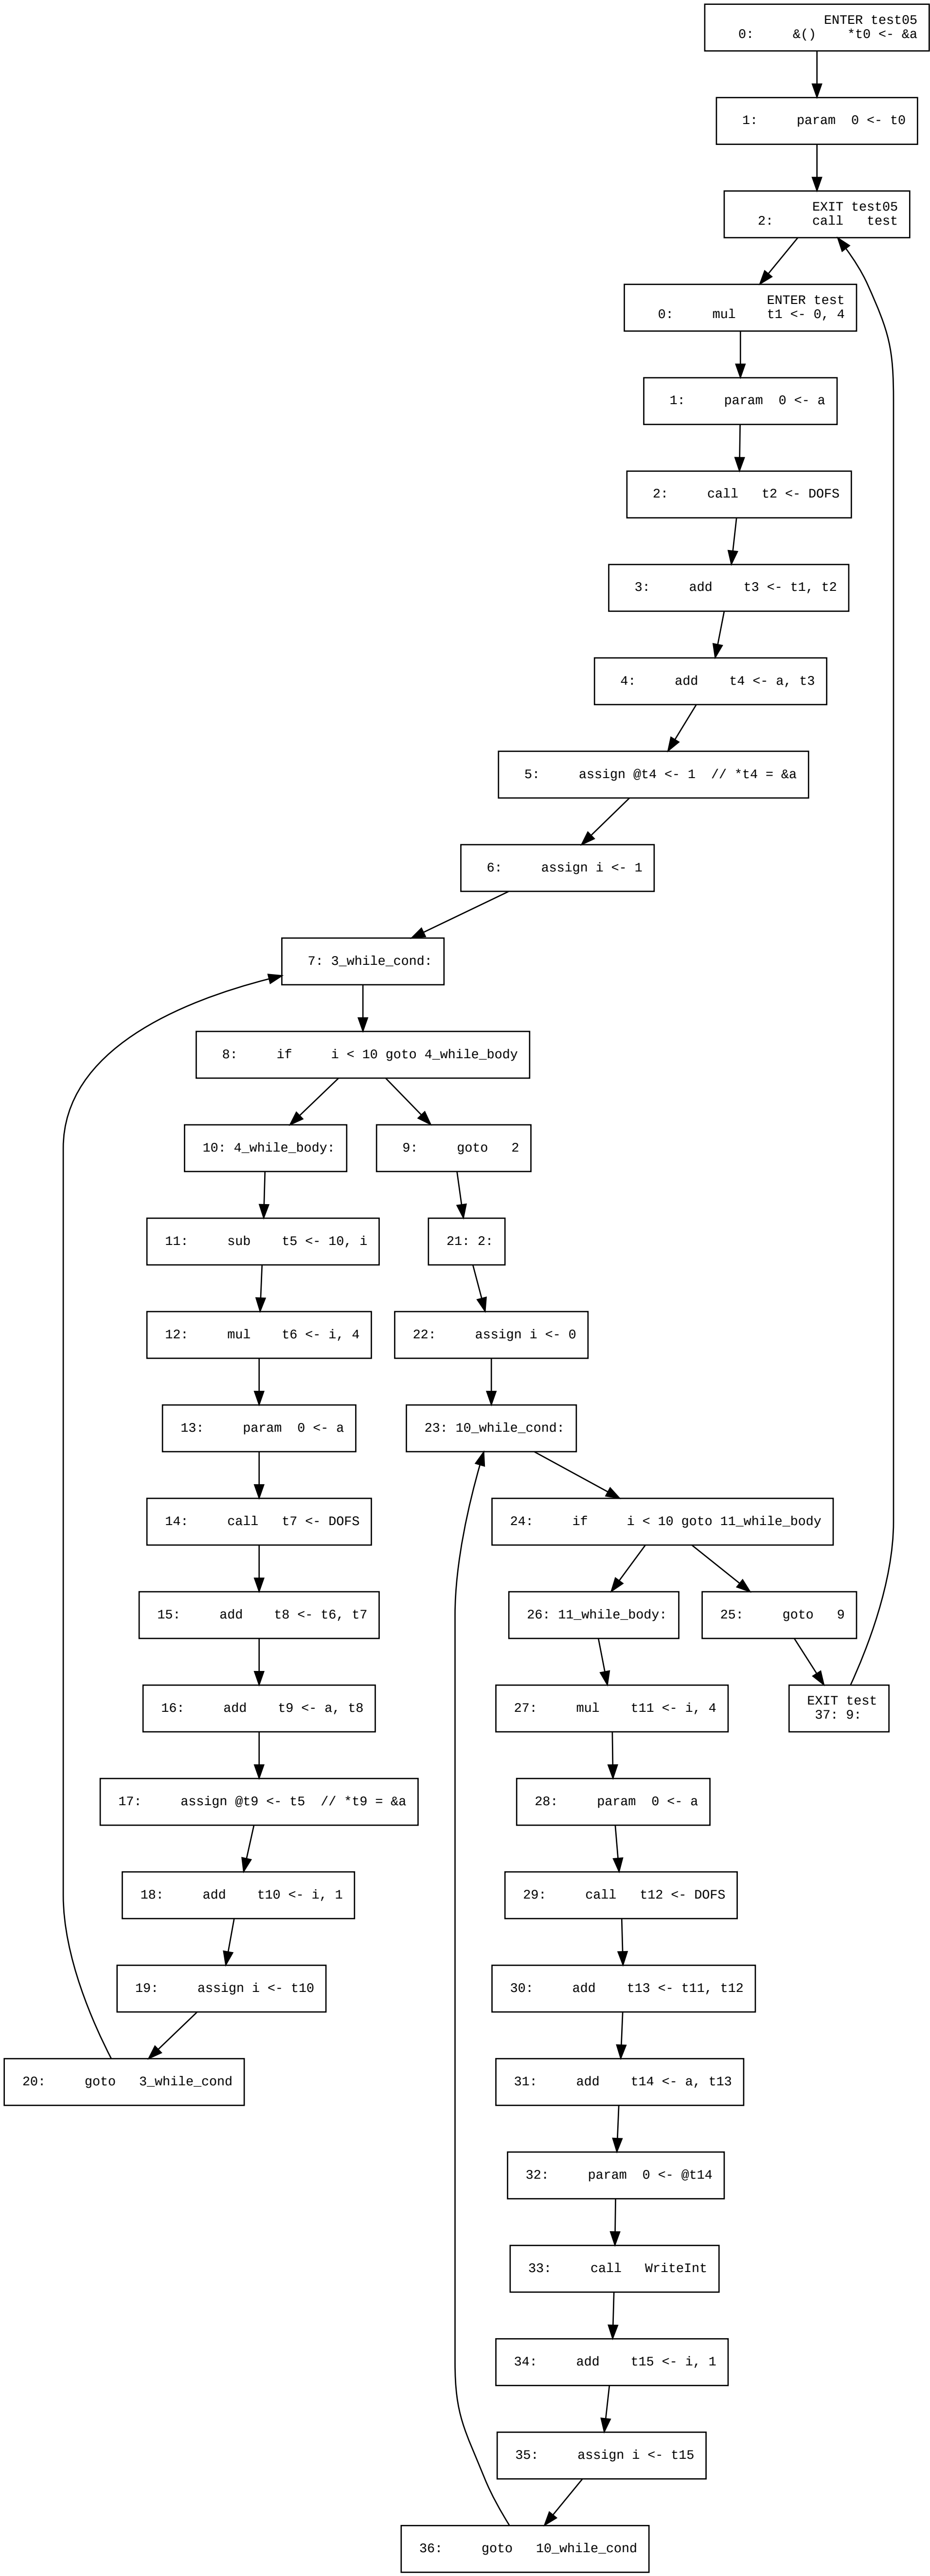 ENTER test05
0: &() *t0 <- &a
1: param 0 <- t0
EXIT test05
2: call test
ENTER test
0: mul t1 <- 0, 4
1: param 0 <- a
2: call t2 <- DOFS
3: add t3 <- t1, t2
4: add t4 <- a, t3
5: assign @t4 <- 1 // *t4 = &a
6: assign i <- 1
7: 3_while_cond:
8: if i < 10 goto 4_while_body
10: 4_while_body:
9: goto 2
11: sub t5 <- 10, i
21: 2:
12: mul t6 <- i, 4
22: assign i <- 0
13: param 0 <- a
23: 10_while_cond:
14: call t7 <- DOFS
24: if i < 10 goto 11_while_body
15: add t8 <- t6, t7
26: 11_while_body:
25: goto 9
16: add t9 <- a, t8
27: mul t11 <- i, 4
EXIT test
37: 9:
17: assign @t9 <- t5 // *t9 = &a
28: param 0 <- a
18: add t10 <- i, 1
29: call t12 <- DOFS
19: assign i <- t10
30: add t13 <- t11, t12
20: goto 3_while_cond
31: add t14 <- a, t13
32: param 0 <- @t14
33: call WriteInt
34: add t15 <- i, 1
35: assign i <- t15
36: goto 10_while_cond